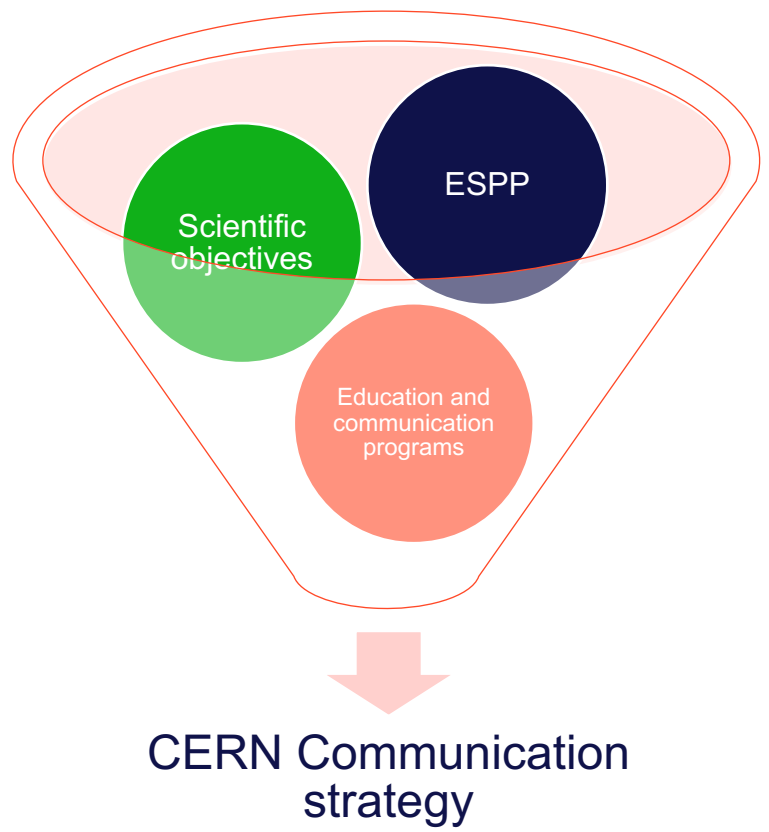 ESPP
Scientific
objectives
Education and
communication
programs
CERN Communication
strategy